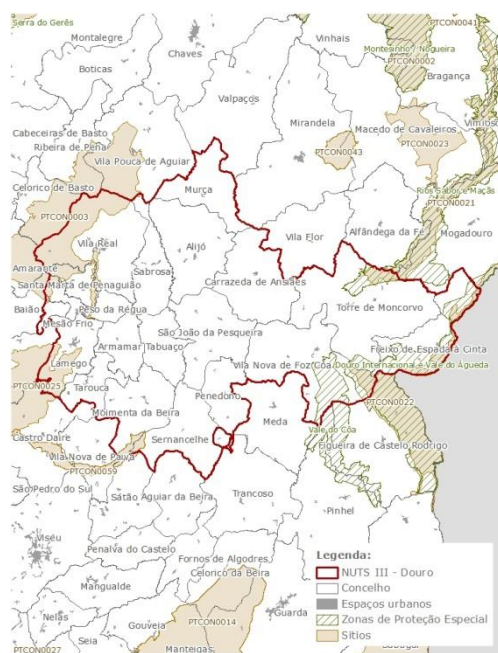 Serra do Gerês
Montalegre
Chaves
Vinhais
PTCON0041
Montesinho / Nogueira
PTCON0002
Bragança
Boticas
Valpaços
Mirandela
Macedo de Cavaleiros
PTCON0023
Vimioso
Cabeceiras de Basto
Ribeira de Pena
Vila Pouca de Aguiar
PTCON0043
Celorico de Basto
Murça
Rios Sabor e Maçãs
PTCON0021
PTCON0003
Vila Real
Alijó
Vila Flor
Alfândega da Fé
Mogadouro
Amarante
Sabrosa
Carrazeda de Ansiães
Santa Marta de Penaguião
Baião
Peso da Régua
Torre de Moncorvo
Mesão Frio
São João da Pesqueira
Armamar
Tabuaço
Freixo de Espada à Cinta
Lamego
Vila Nova de Foz Côa
Douro Internacional e Vale do Águeda
PTCON0025
Tarouca
Penedono
PTCON0022
Moimenta da Beira
Meda
Vale do Côa
Castro Daire
Sernancelhe
Figueira de Castelo Rodrigo
Vila Nova de Paiva
PTCON0059
São Pedro do Sul
Sátão
Aguiar da Beira
Trancoso
Pinhel
Viseu
Penalva do Castelo
Fornos de Algodres
Celorico da Beira
Mangualde
Nelas
Gouveia
PTCON0014
Guarda
Seia
Manteigas
PTCON0027
Sabugal
Legenda:
NUTS III - Douro
Concelho
Espaços urbanos
Zonas de Proteção Especial
Sítios